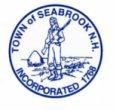 TOWN OF SEABROOK N.H.
INCORPORATED 1768